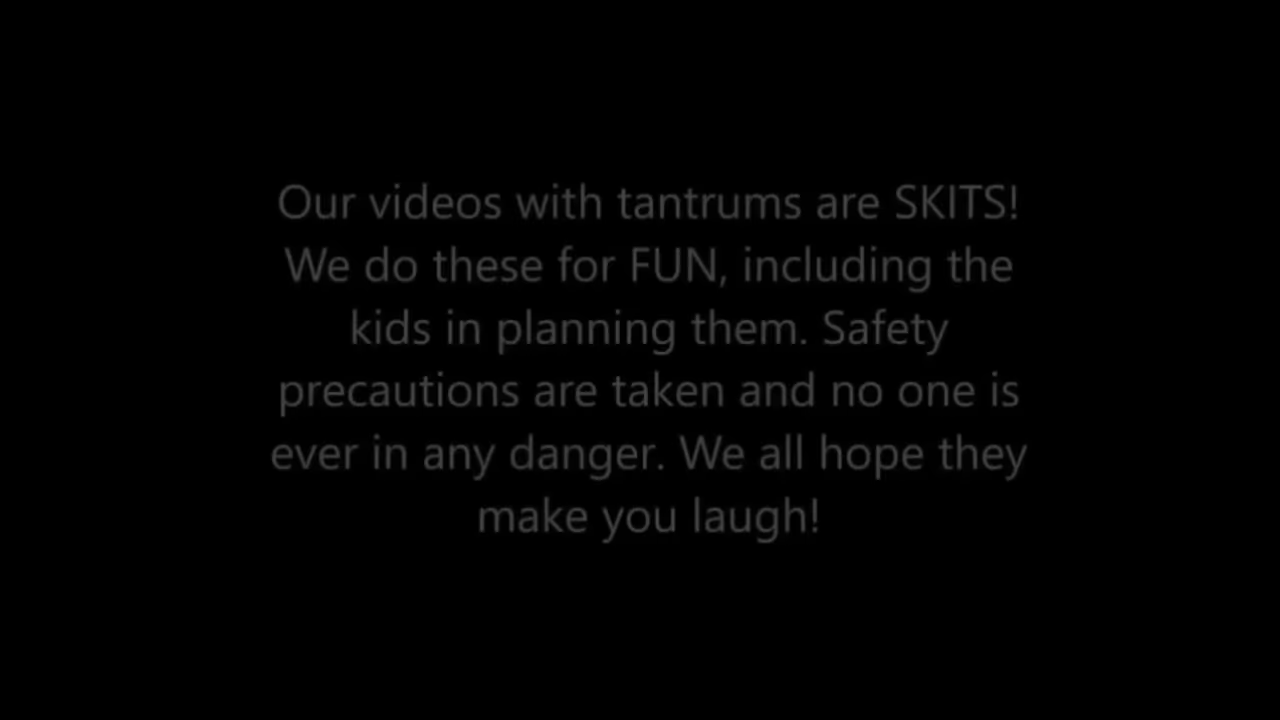 Our videos with tantrums are SKITS!
We do these for FUN, including the
kids in planning them. Safety
precautions are taken and no one is
ever in any danger. We all hope they
make you laugh!